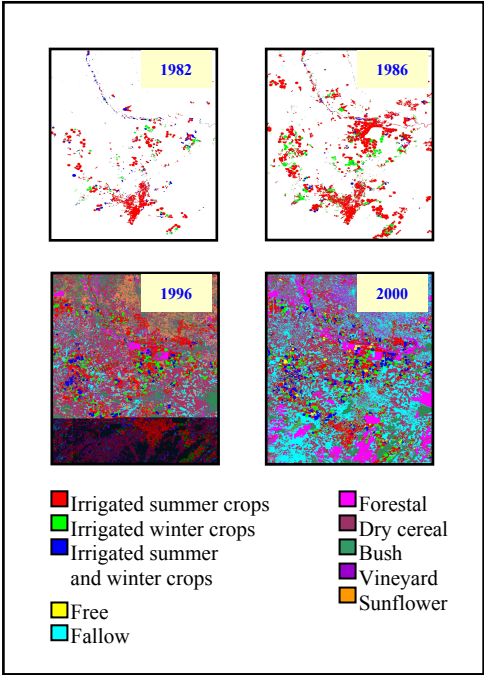 1982
1986
1996
2000
Irrigated summer crops
Irrigated winter crops
Irrigated summer
and winter crops
Free
Fallow
Forestal
Dry cereal
Bush
Vineyard
Sunflower